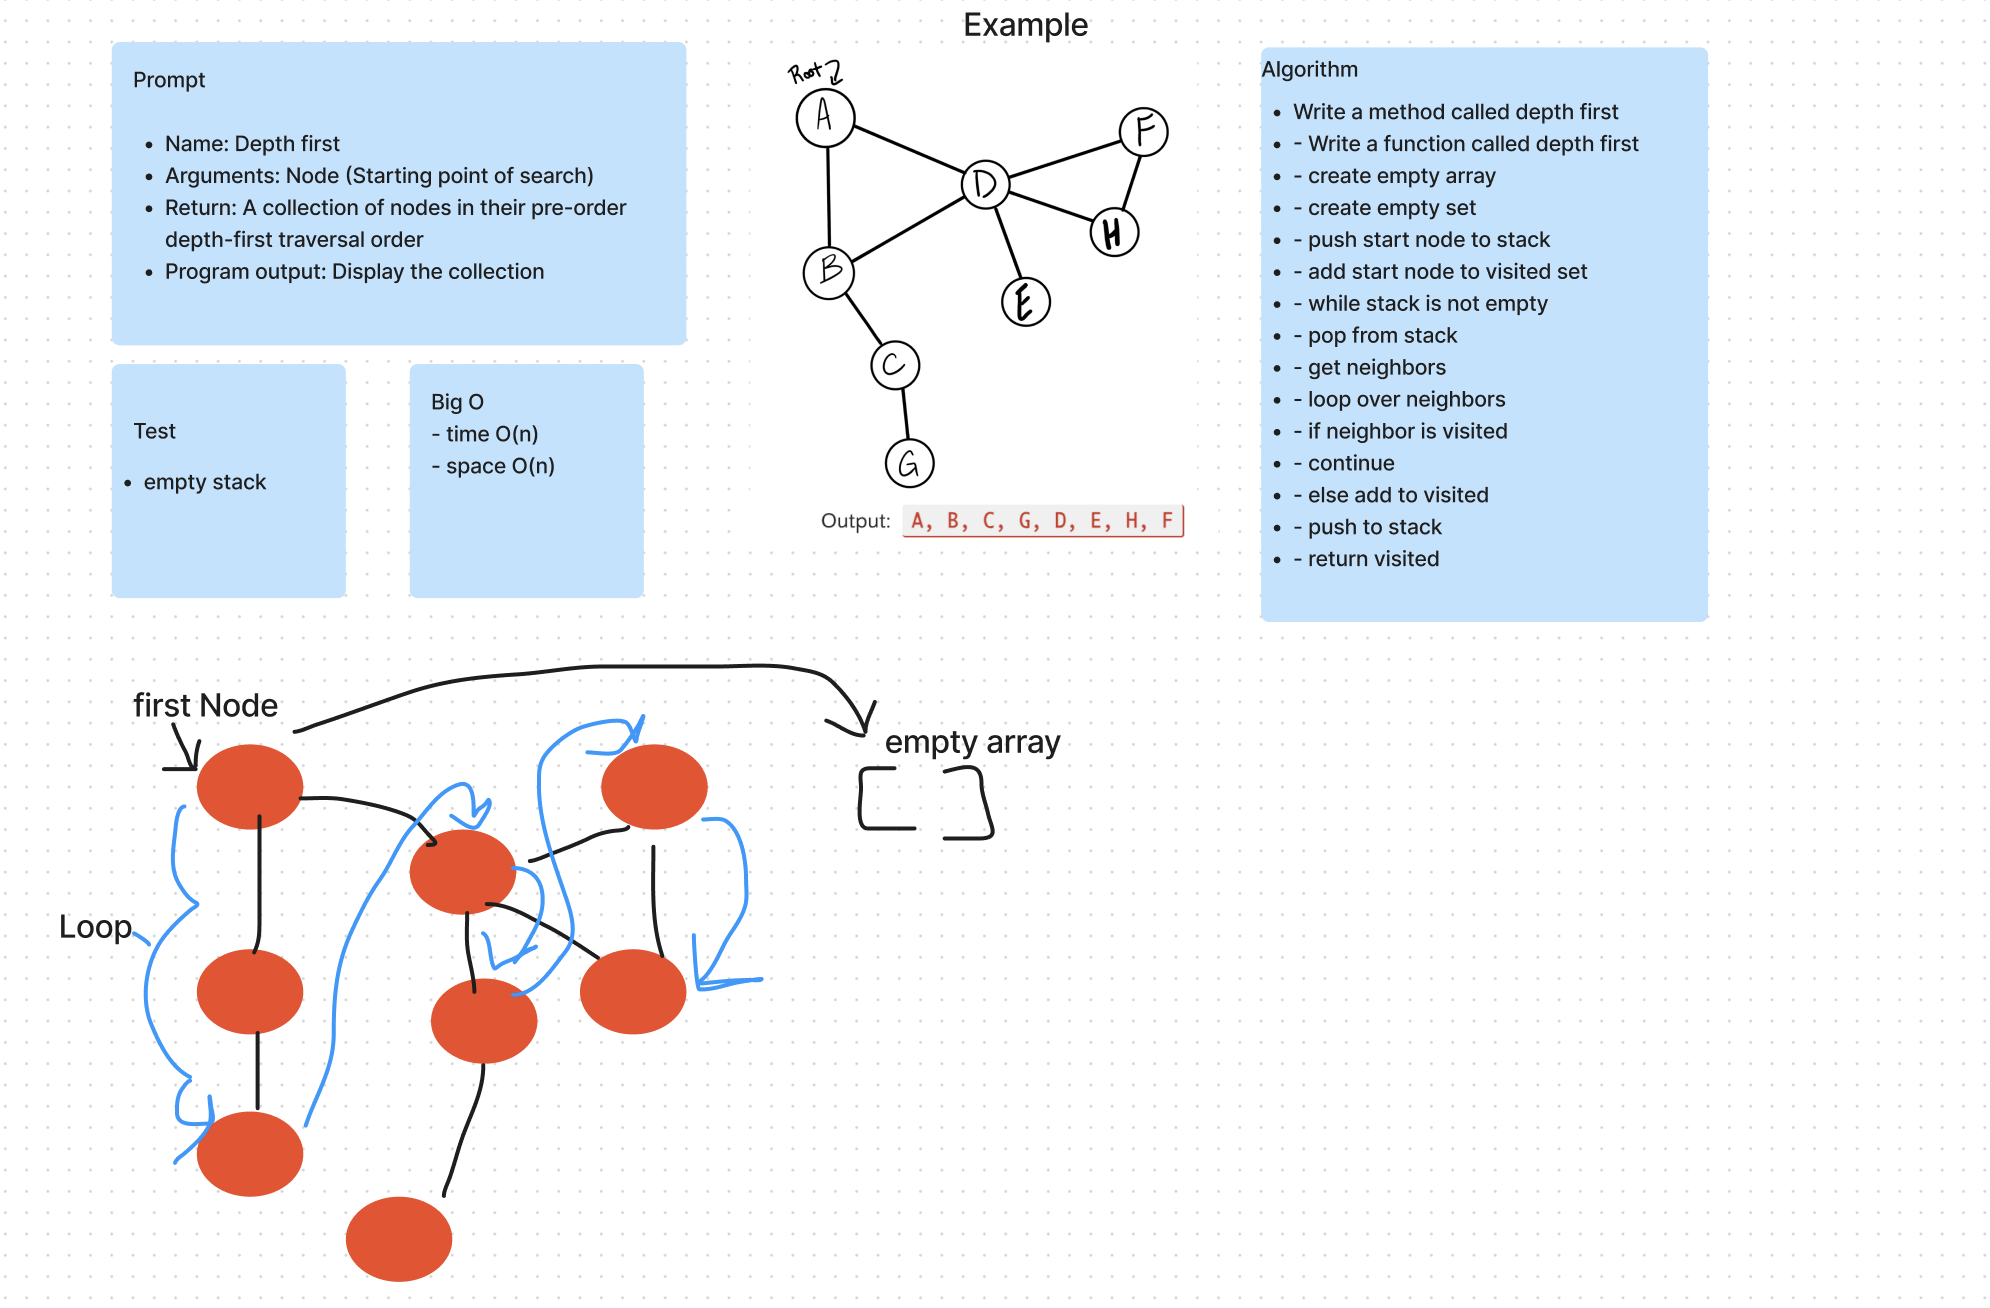 Example
Prompt
Name: Depth first
Arguments: Node (Starting point of search)
Return: A collection of nodes in their pre-order
depth-first traversal order
Program output: Display the collection
Test
empty stack
Big O
- time O(n)
- space O(n)
Root
A
D
F
H
B
E
C
G
Output: A, B, C, G, D, E, H, F
Algorithm
Write a method called depth first
- Write a function called depth first
- create empty array
- create empty set
- push start node to stack
- add start node to visited set
- while stack is not empty
- pop from stack
- get neighbors
- loop over neighbors
- if neighbor is visited
- continue
- else add to visited
- push to stack
- return visited
first Node
empty array
Loop